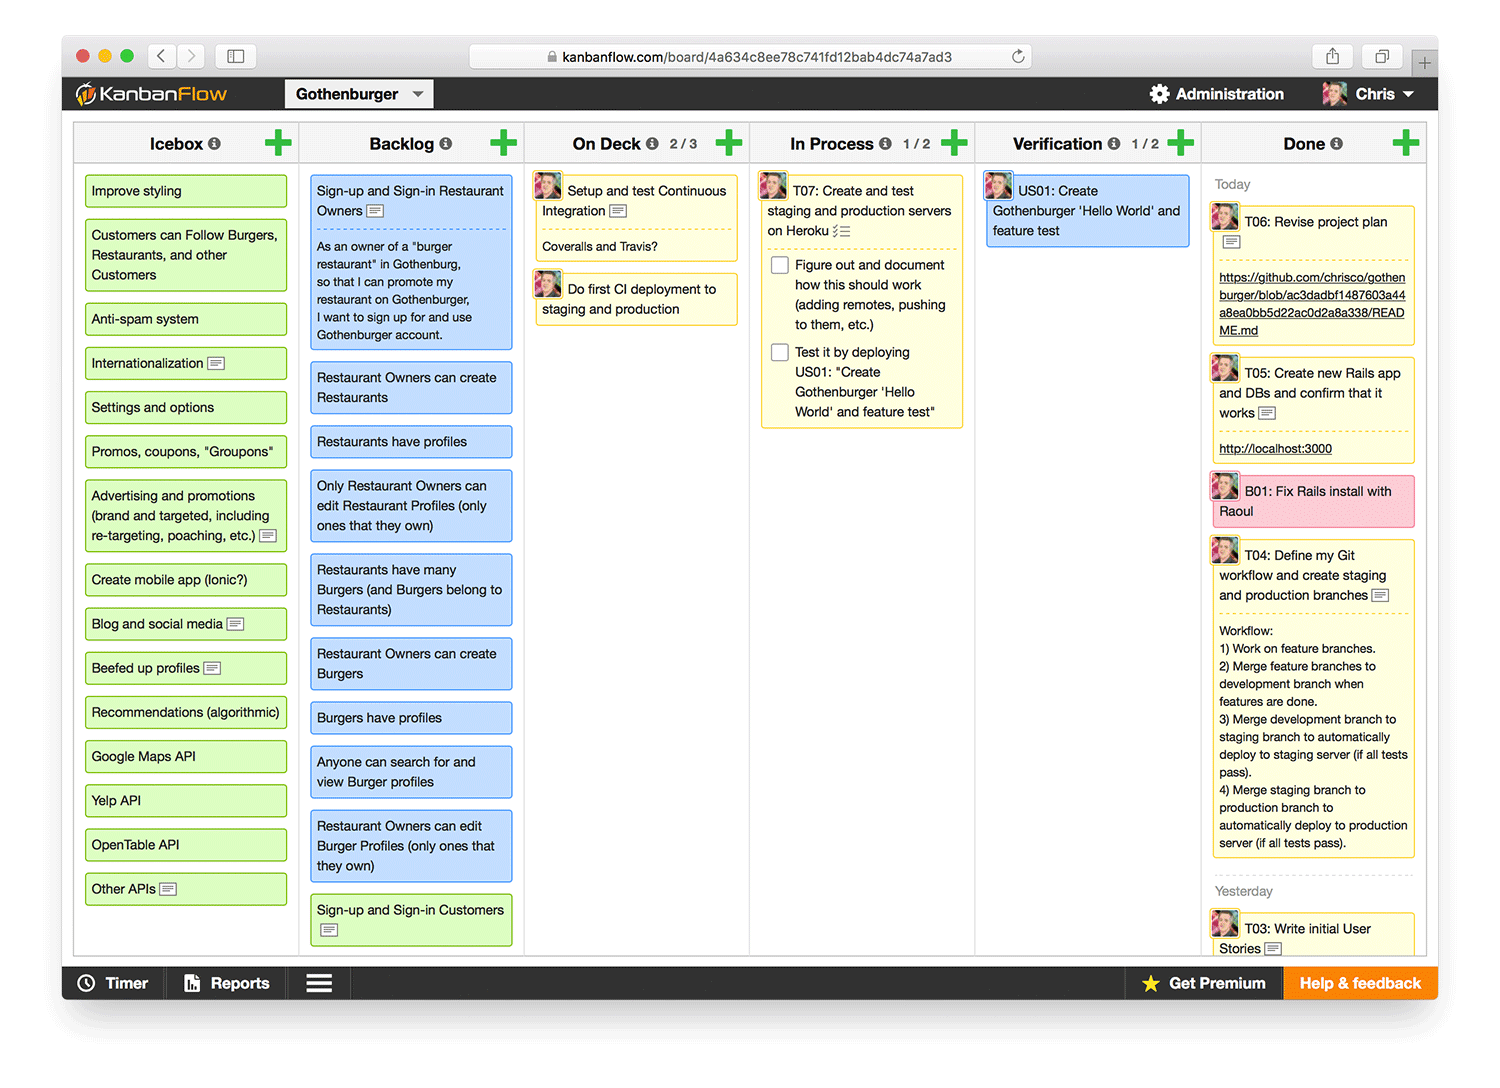 kanbanflow.com/board/4a634c8ee78c741fd12bab4dc74a7ad3
KanbanFlow
Gothenburger
Administration
Chris
Icebox
Improve styling
Customers can Follow Burgers,
Restaurants, and other
Customers
Anti-spam system
Internationalization
Settings and options
Promos, coupons, "Groupons"
Advertising and promotions
(brand and targeted, including
re-targeting, poaching, etc.)
Create mobile app (Ionic?)
Blog and social media
Beefed up profiles
Recommendations (algorithmic)
Google Maps API
Yelp API
OpenTable API
Other APIs
Backlog
Sign-up and Sign-in Restaurant
Owners
As an owner of a "burger
restaurant" in Gothenburg,
so that I can promote my
restaurant on Gothenburger,
I want to sign up for and use
Gothenburger account.
Restaurant Owners can create
Restaurants
Restaurants have profiles
Only Restaurant Owners can
edit Restaurant Profiles (only
ones that they own)
Restaurants have many
Burgers (and Burgers belong to
Restaurants)
Restaurant Owners can create
Burgers
Burgers have profiles
Anyone can search for and
view Burger profiles
Restaurant Owners can edit
Burger Profiles (only ones that
they own)
Sign-up and Sign-in Customers
On Deck 2 / 3
Setup and test Continuous
Integration
Coveralls and Travis?
Do first CI deployment to
staging and production
In Process 1 / 2
T07: Create and test
staging and production servers
on Heroku
Figure out and document
how this should work
(adding remotes, pushing
to them, etc.)
Test it by deploying
US01: "Create
Gothenburger 'Hello
World' and feature test"
Verification 1 / 2
US01: Create
Gothenburger 'Hello World' and
feature test
Done
Today
T06: Revise project plan
https://github.com/chrisco/gothen
burger/blob/ac3dadbf1487603a44
a8ea0bb5d22ac0d2a8a338/READ
ME.md
T05: Create new Rails app
and DBs and confirm that it
works
http://localhost:3000
B01: Fix Rails install with
Raoul
T04: Define my Git
workflow and create staging
and production branches
Workflow:
1) Work on feature branches.
2) Merge feature branches to
development branch when
features are done.
3) Merge development branch to
staging branch to automatically
deploy to staging server (if all tests
pass).
4) Merge staging branch to
production branch to
automatically deploy to production
server (if all tests pass).
Yesterday
T03: Write initial User
Stories
Timer
Reports
Get Premium
Help & feedback